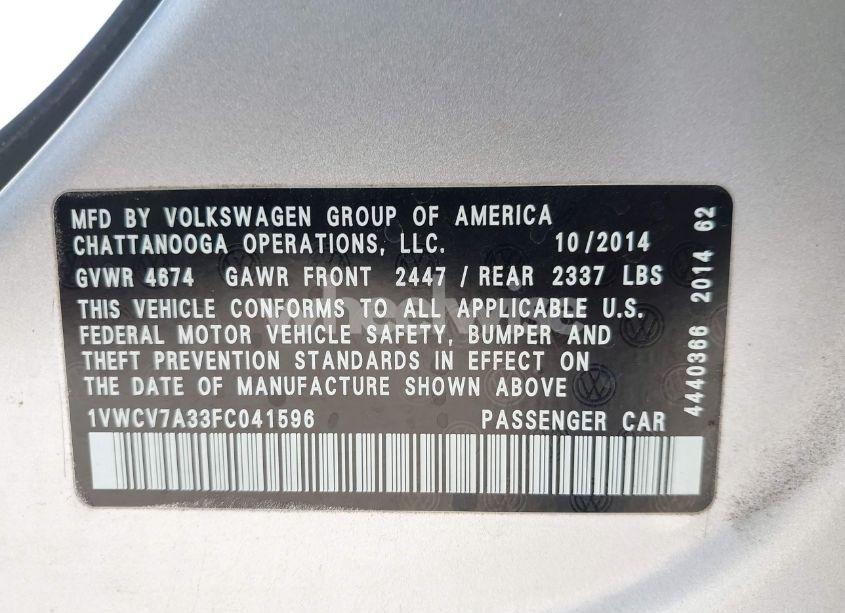 MFD BY VOLKSWAGEN GROUP OF AMERICA
CHATTANOOGA OPERATIONS, LLC. 10/2014
GVWR 4674 GAWR FRONT 2447 / REAR 2337 LBS
THIS VEHICLE CONFORMS TO ALL APPLICABLE U.S.
FEDERAL MOTOR VEHICLE SAFETY, BUMPER AND
THEFT PREVENTION STANDARDS IN EFFECT ON
THE DATE OF MANUFACTURE SHOWN ABOVE
1VWCV7A33FC041596 PASSENGER CAR
4440366 2014 62